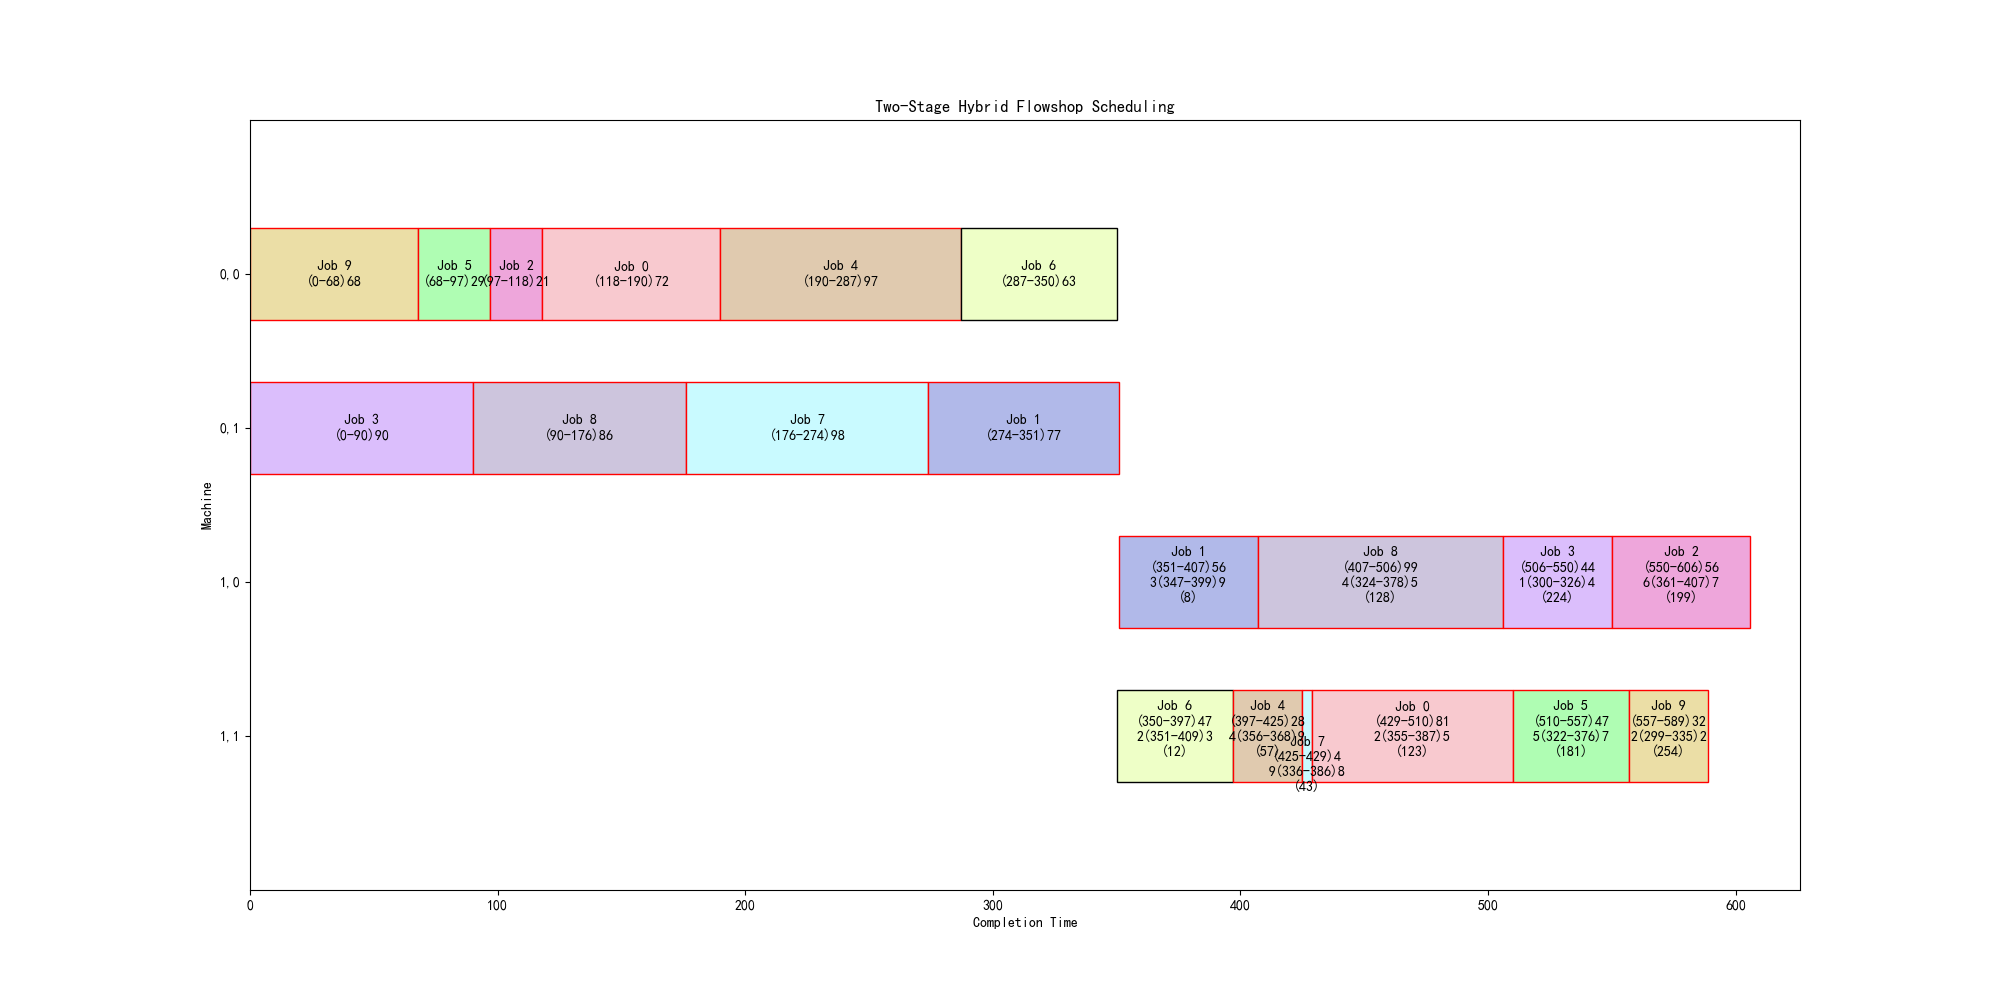 Two-Stage Hybrid Flowshop Scheduling
Machine
0,0
Job 9
(0-68)68
Job 5
(68-97)29
Job 2
(97-118)21
Job 0
(118-190)72
Job 4
(190-287)97
Job 6
(287-350)63
0,1
Job 3
(0-90)90
Job 8
(90-176)86
Job 7
(176-274)98
Job 1
(274-351)77
1,0
Job 1
(351-407)56
3(347-399)9
(8)
Job 8
(407-506)99
4(324-378)5
(128)
Job 3
(506-550)44
1(300-326)4
(224)
Job 2
(550-606)56
6(361-407)7
(199)
1,1
Job 6
(350-397)47
2(351-409)3
(12)
Job 4
(397-425)28
4(356-368)9
(57)
Job 7
(425-429)4
9(336-386)8
(43)
Job 0
(429-510)81
2(355-387)5
(123)
Job 5
(510-557)47
5(322-376)7
(181)
Job 9
(557-589)32
2(299-335)2
(254)
0 100 200 300 400 500 600
Completion Time